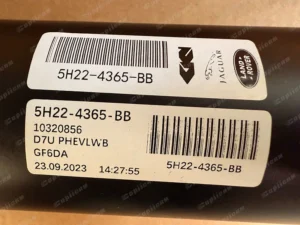 5H22-4365-BB
JAGUAR
LAND ROVER
5H22-4365-BB
10320856
D7U PHEVLWB
GF6DA
23.09.2023 14:27:55
5H22-4365-BB